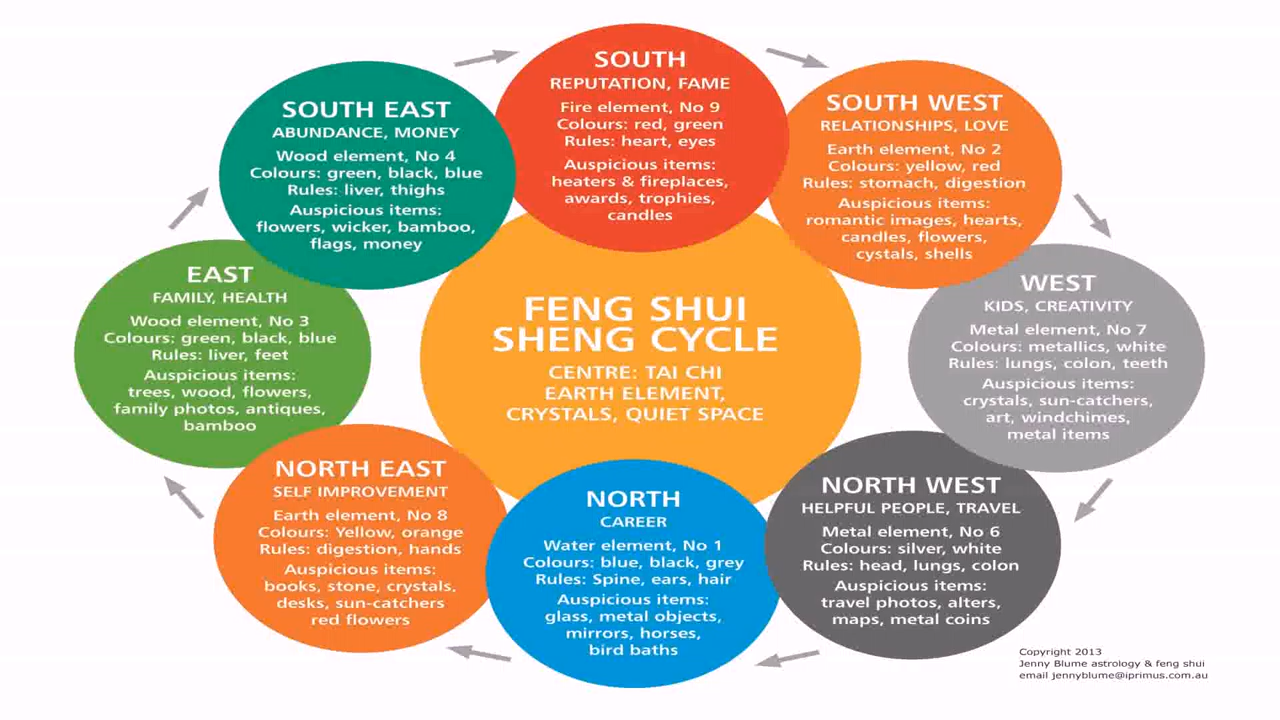 SOUTH
REPUTATION, FAME
Fire element, No 9
Colours: red, green
Rules: heart, eyes
Auspicious items:
heaters & fireplaces,
awards, trophies,
candles
SOUTH WEST
RELATIONSHIPS, LOVE
Earth element, No 2
Colours: yellow, red
Rules: stomach, digestion
Auspicious items:
romantic images, hearts,
candles, flowers,
cystals, shells
WEST
KIDS, CREATIVITY
Metal element, No 7
Colours: metallics, white
Rules: lungs, colon, teeth
Auspicious items:
crystals, sun-catchers,
art, windchimes,
metal items
NORTH WEST
HELPFUL PEOPLE, TRAVEL
Metal element, No 6
Colours: silver, white
Rules: head, lungs, colon
Auspicious items:
travel photos, alters,
maps, metal coins
NORTH
CAREER
Water element, No 1
Colours: blue, black, grey
Rules: Spine, ears, hair
Auspicious items:
glass, metal objects,
mirrors, horses,
bird baths
NORTH EAST
SELF IMPROVEMENT
Earth element, No 8
Colours: Yellow, orange
Rules: digestion, hands
Auspicious items:
books, stone, crystals,
desks, sun-catchers
red flowers
EAST
FAMILY, HEALTH
Wood element, No 3
Colours: green, black, blue
Rules: liver, feet
Auspicious items:
trees, wood, flowers,
family photos, antiques,
bamboo
SOUTH EAST
ABUNDANCE, MONEY
Wood element, No 4
Colours: green, black, blue
Rules: liver, thighs
Auspicious items:
flowers, wicker, bamboo,
flags, money
FENG SHUI
SHENG CYCLE
CENTRE: TAI CHI
EARTH ELEMENT,
CRYSTALS, QUIET SPACE
Copyright 2013
Jenny Blume astrology & feng shui
email jennyblume@iprimus.com.au